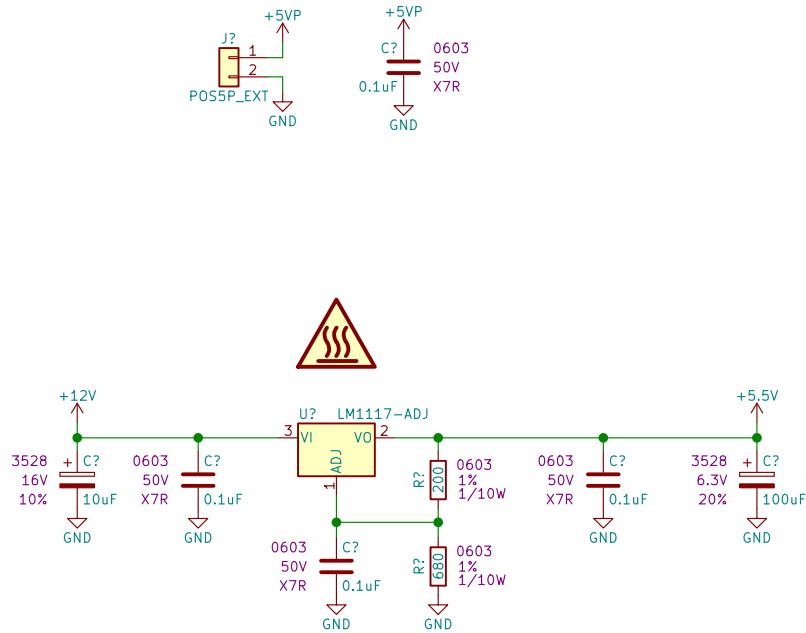 +5VP
J?
1
2
POS5P_EXT
GND
+5VP
C?
0603
50V
0.1uF
X7R
GND
+12V
3528
16V
10%
+
C?
10uF
GND
0603
50V
X7R
C?
0.1uF
GND
U?
LM1117-ADJ
3
VI
VO
2
ADJ
1
0603
50V
X7R
C?
0.1uF
GND
R?
200
0603
1%
1/10W
R?
680
0603
1%
1/10W
GND
0603
50V
X7R
C?
0.1uF
GND
+5.5V
3528
6.3V
20%
+
C?
100uF
GND